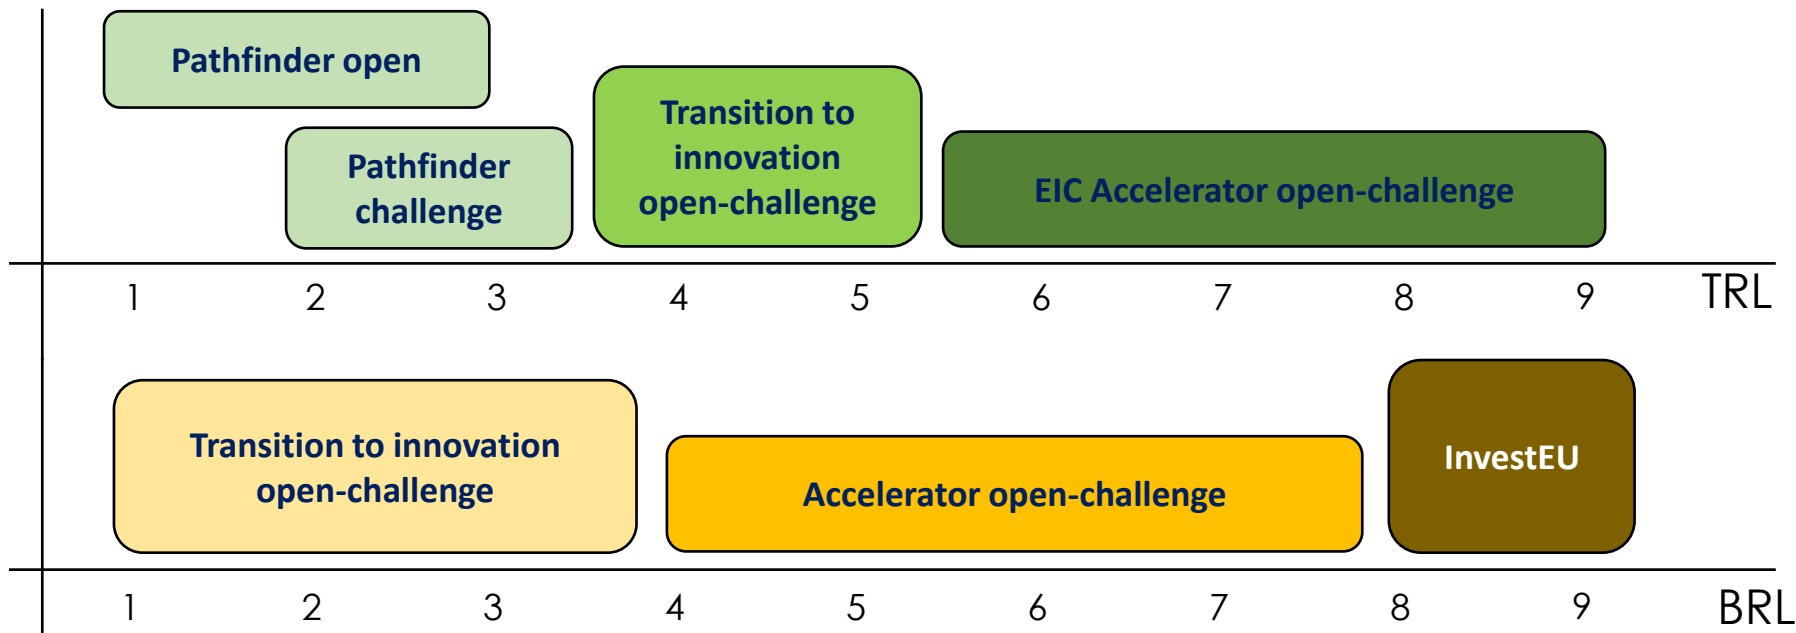 Pathfinder open
Pathfinder
challenge
Transition to
innovation
open-challenge
EIC Accelerator open-challenge
1 2 3 4 5 6 7 8 9 TRL
Transition to innovation
open-challenge
Accelerator open-challenge
InvestEU
1 2 3 4 5 6 7 8 9 BRL